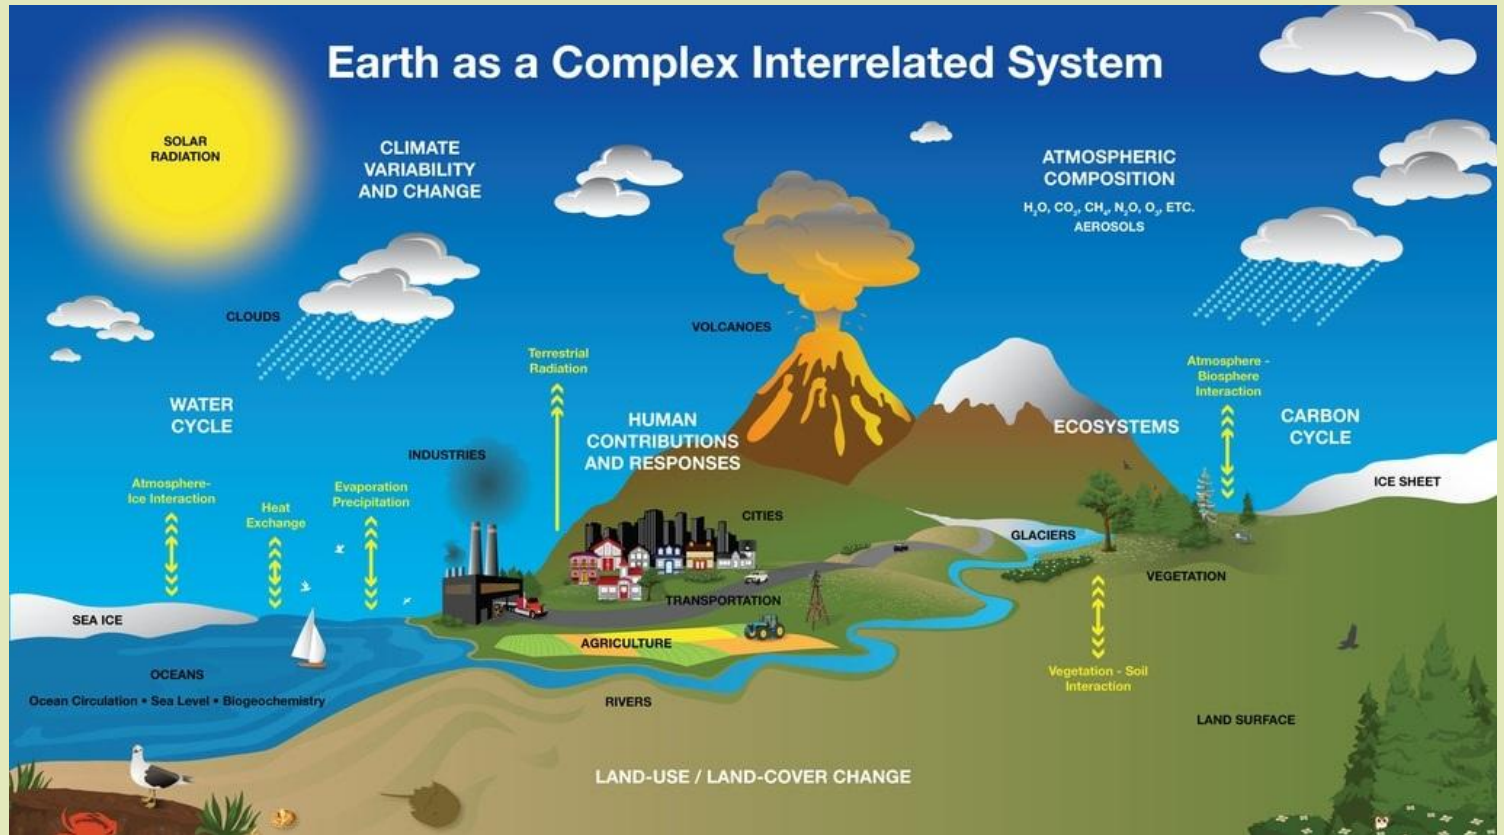 Earth as a Complex Interrelated System
SOLAR
RADIATION
CLIMATE
VARIABILITY
AND CHANGE
ATMOSPHERIC
COMPOSITION
H₂O, CO₂, CH₄, N₂O, O₃, ETC.
AEROSOLS
CLOUDS
VOLCANOES
Terrestrial
Radiation
Atmosphere -
Biosphere
Interaction
WATER
CYCLE
HUMAN
CONTRIBUTIONS
AND RESPONSES
ECOSYSTEMS
CARBON
CYCLE
INDUSTRIES
Atmosphere-
Ice Interaction
Heat
Exchange
Evaporation
Precipitation
ICE SHEET
CITIES
GLACIERS
VEGETATION
TRANSPORTATION
SEA ICE
AGRICULTURE
OCEANS
Ocean Circulation • Sea Level • Biogeochemistry
RIVERS
Vegetation - Soil
Interaction
LAND SURFACE
LAND-USE / LAND-COVER CHANGE